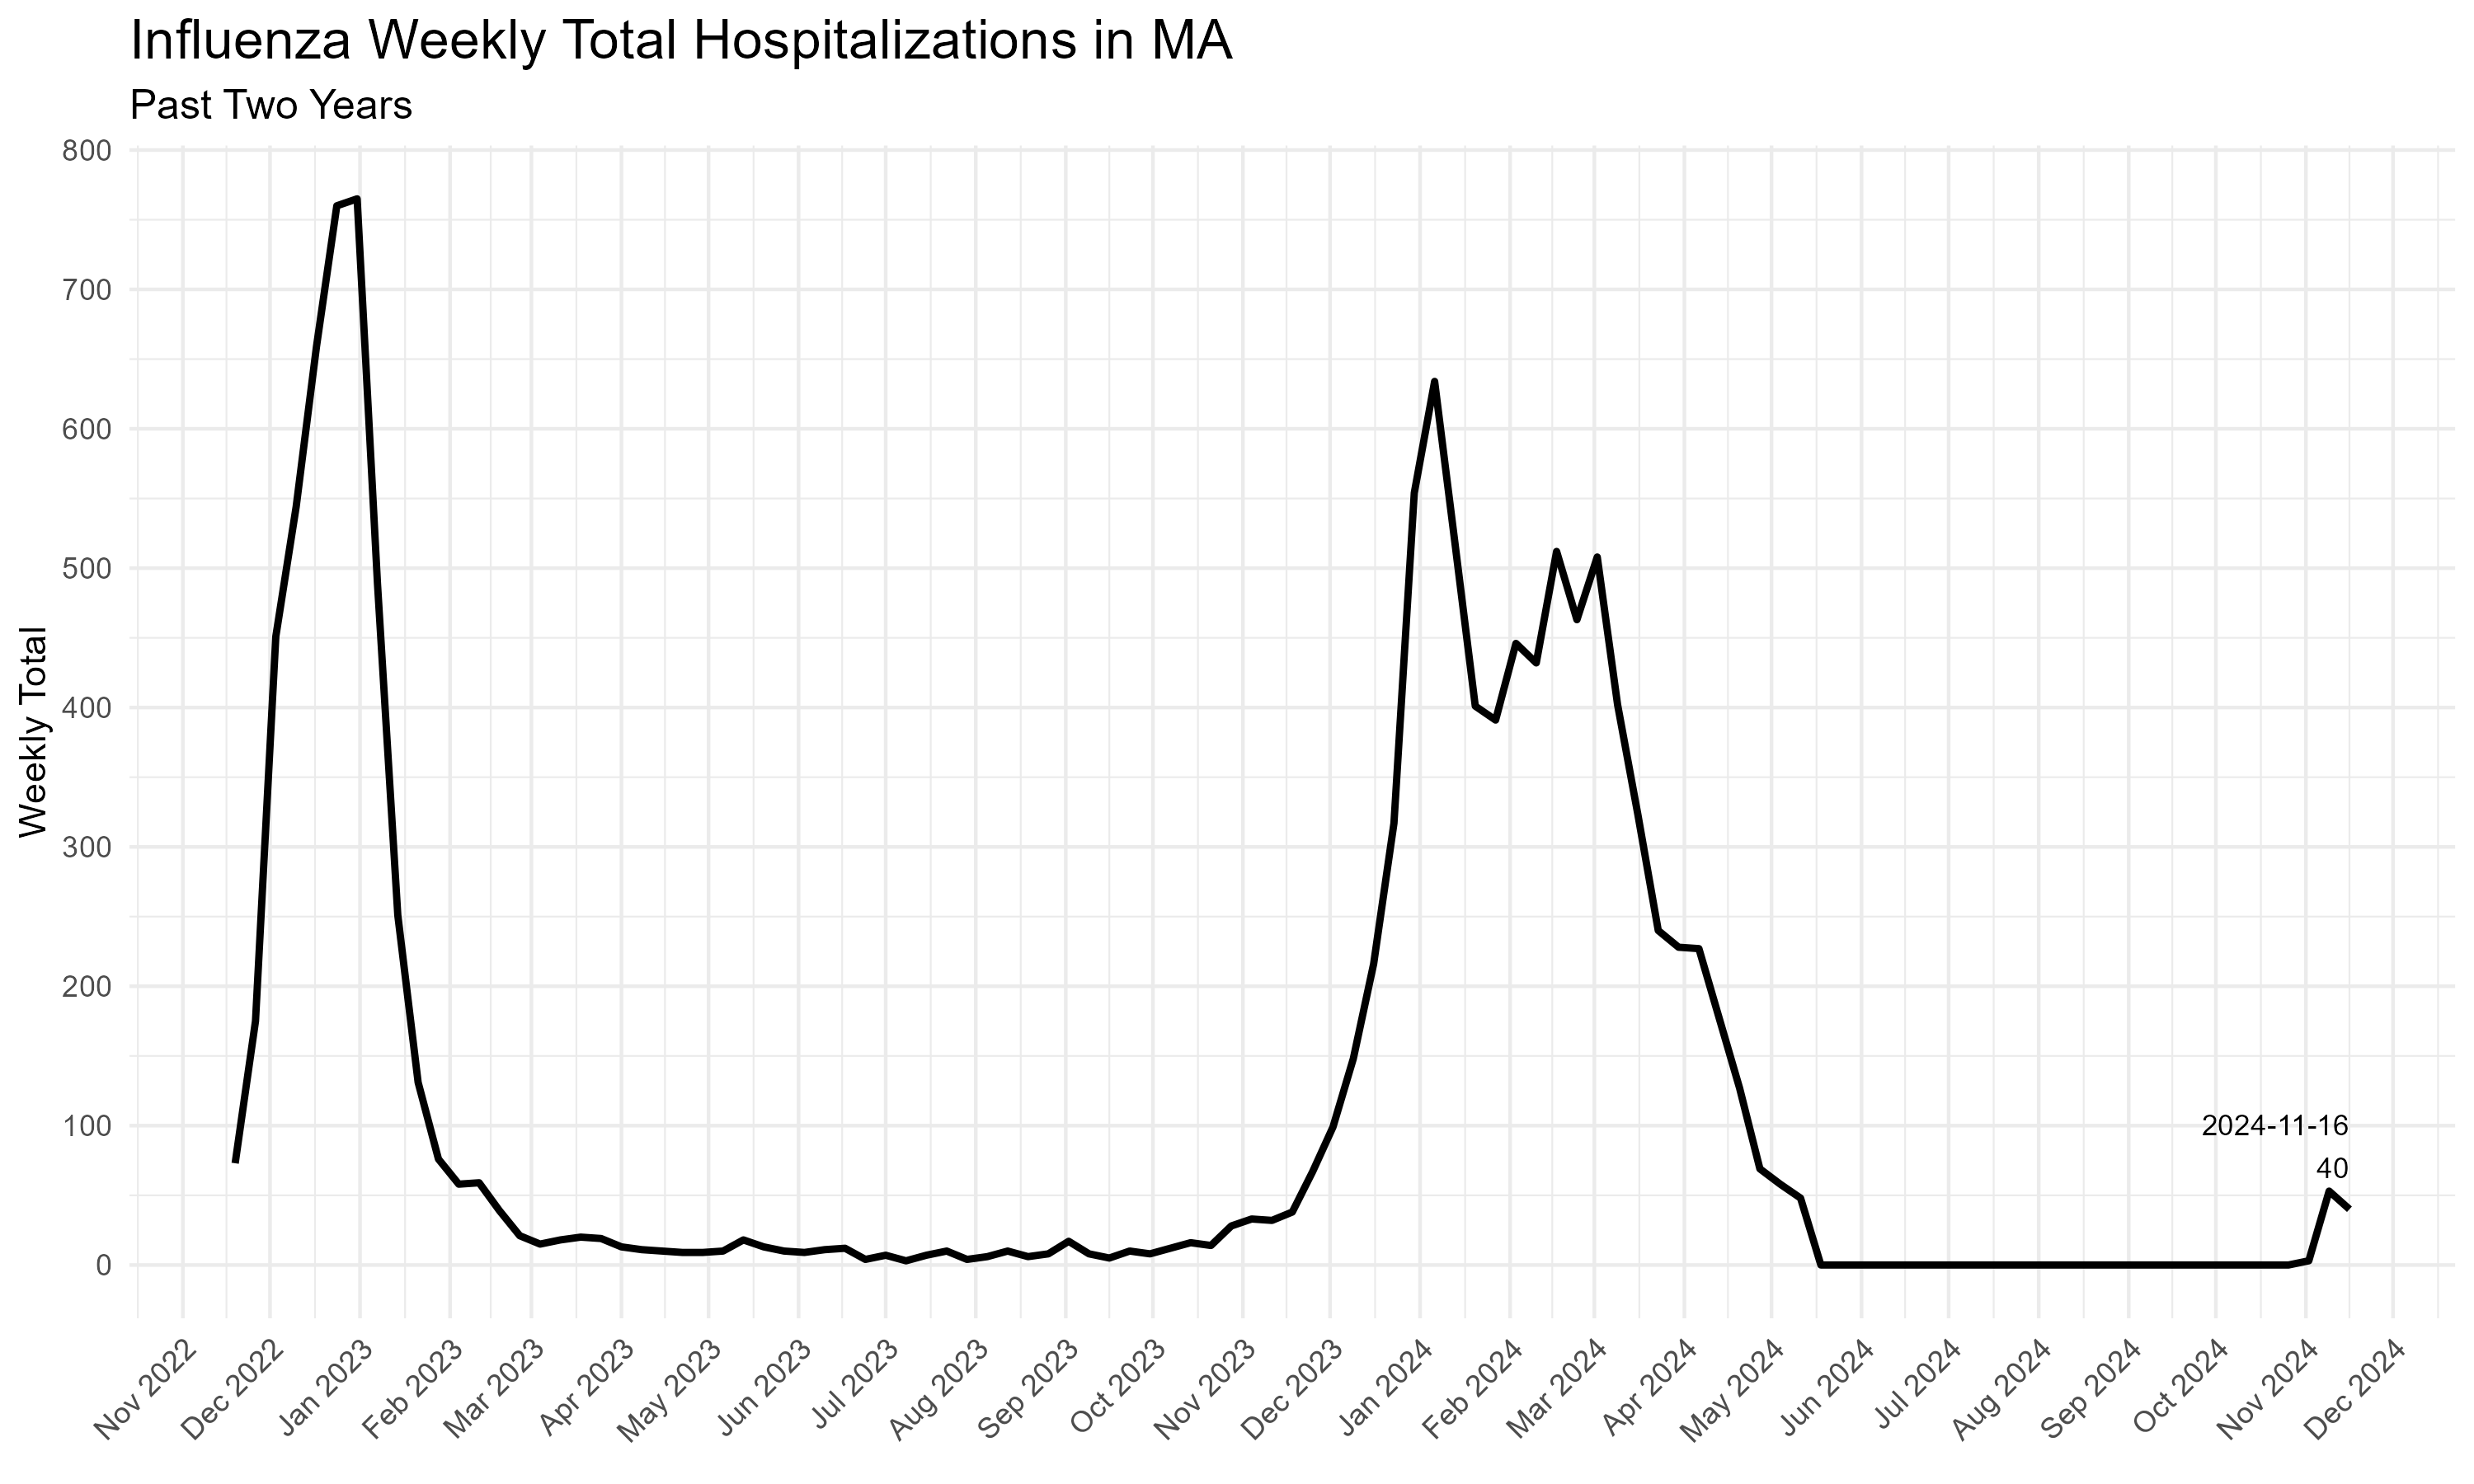 Influenza Weekly Total Hospitalizations in MA
Past Two Years
Weekly Total
800
700
600
500
400
300
200
100
0
2024-11-16
40
Nov 2022
Dec 2022
Jan 2023
Feb 2023
Mar 2023
Apr 2023
May 2023
Jun 2023
Jul 2023
Aug 2023
Sep 2023
Oct 2023
Nov 2023
Dec 2023
Jan 2024
Feb 2024
Mar 2024
Apr 2024
May 2024
Jun 2024
Jul 2024
Aug 2024
Sep 2024
Oct 2024
Nov 2024
Dec 2024